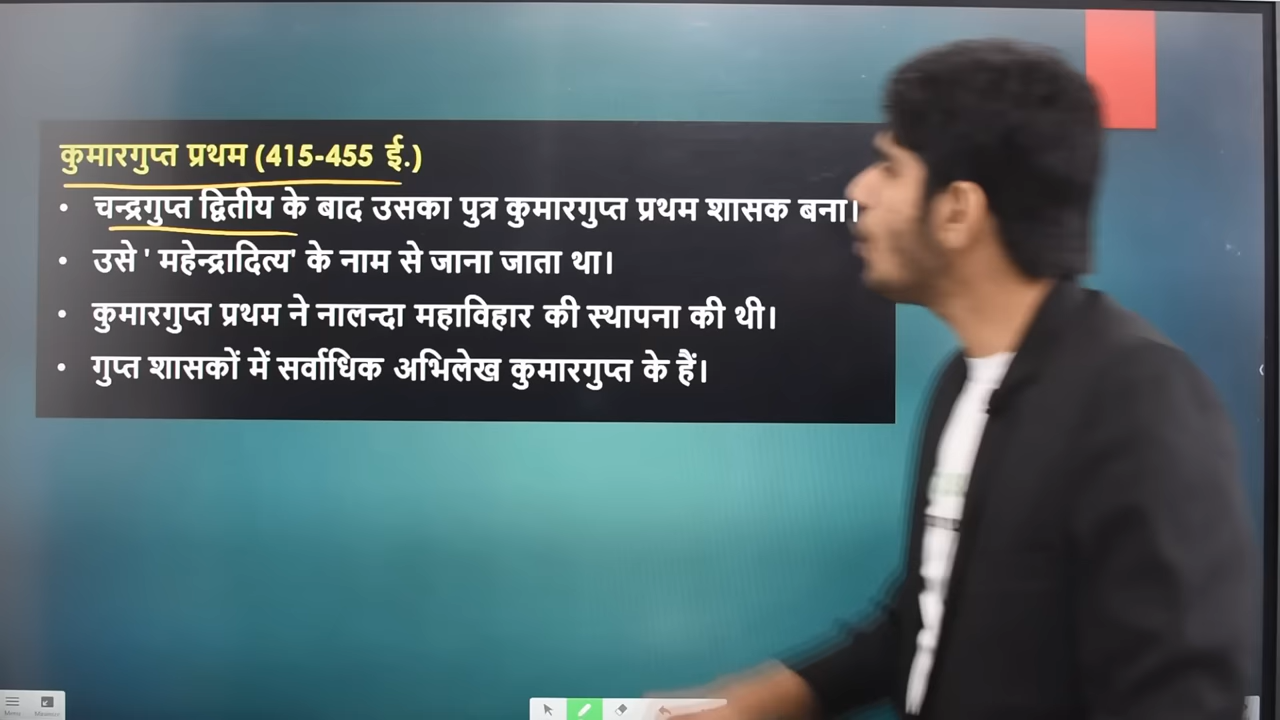 कुमारगुप्त प्रथम (415-455 ई.)
• चन्द्रगुप्त द्वितीय के बाद उसका पुत्र कुमारगुप्त प्रथम शासक बना।
• उसे ' महेन्द्रादित्य' के नाम से जाना जाता था।
• कुमारगुप्त प्रथम ने नालन्दा महाविहार की स्थापना की थी।
• गुप्त शासकों में सर्वाधिक अभिलेख कुमारगुप्त के हैं।
Menu